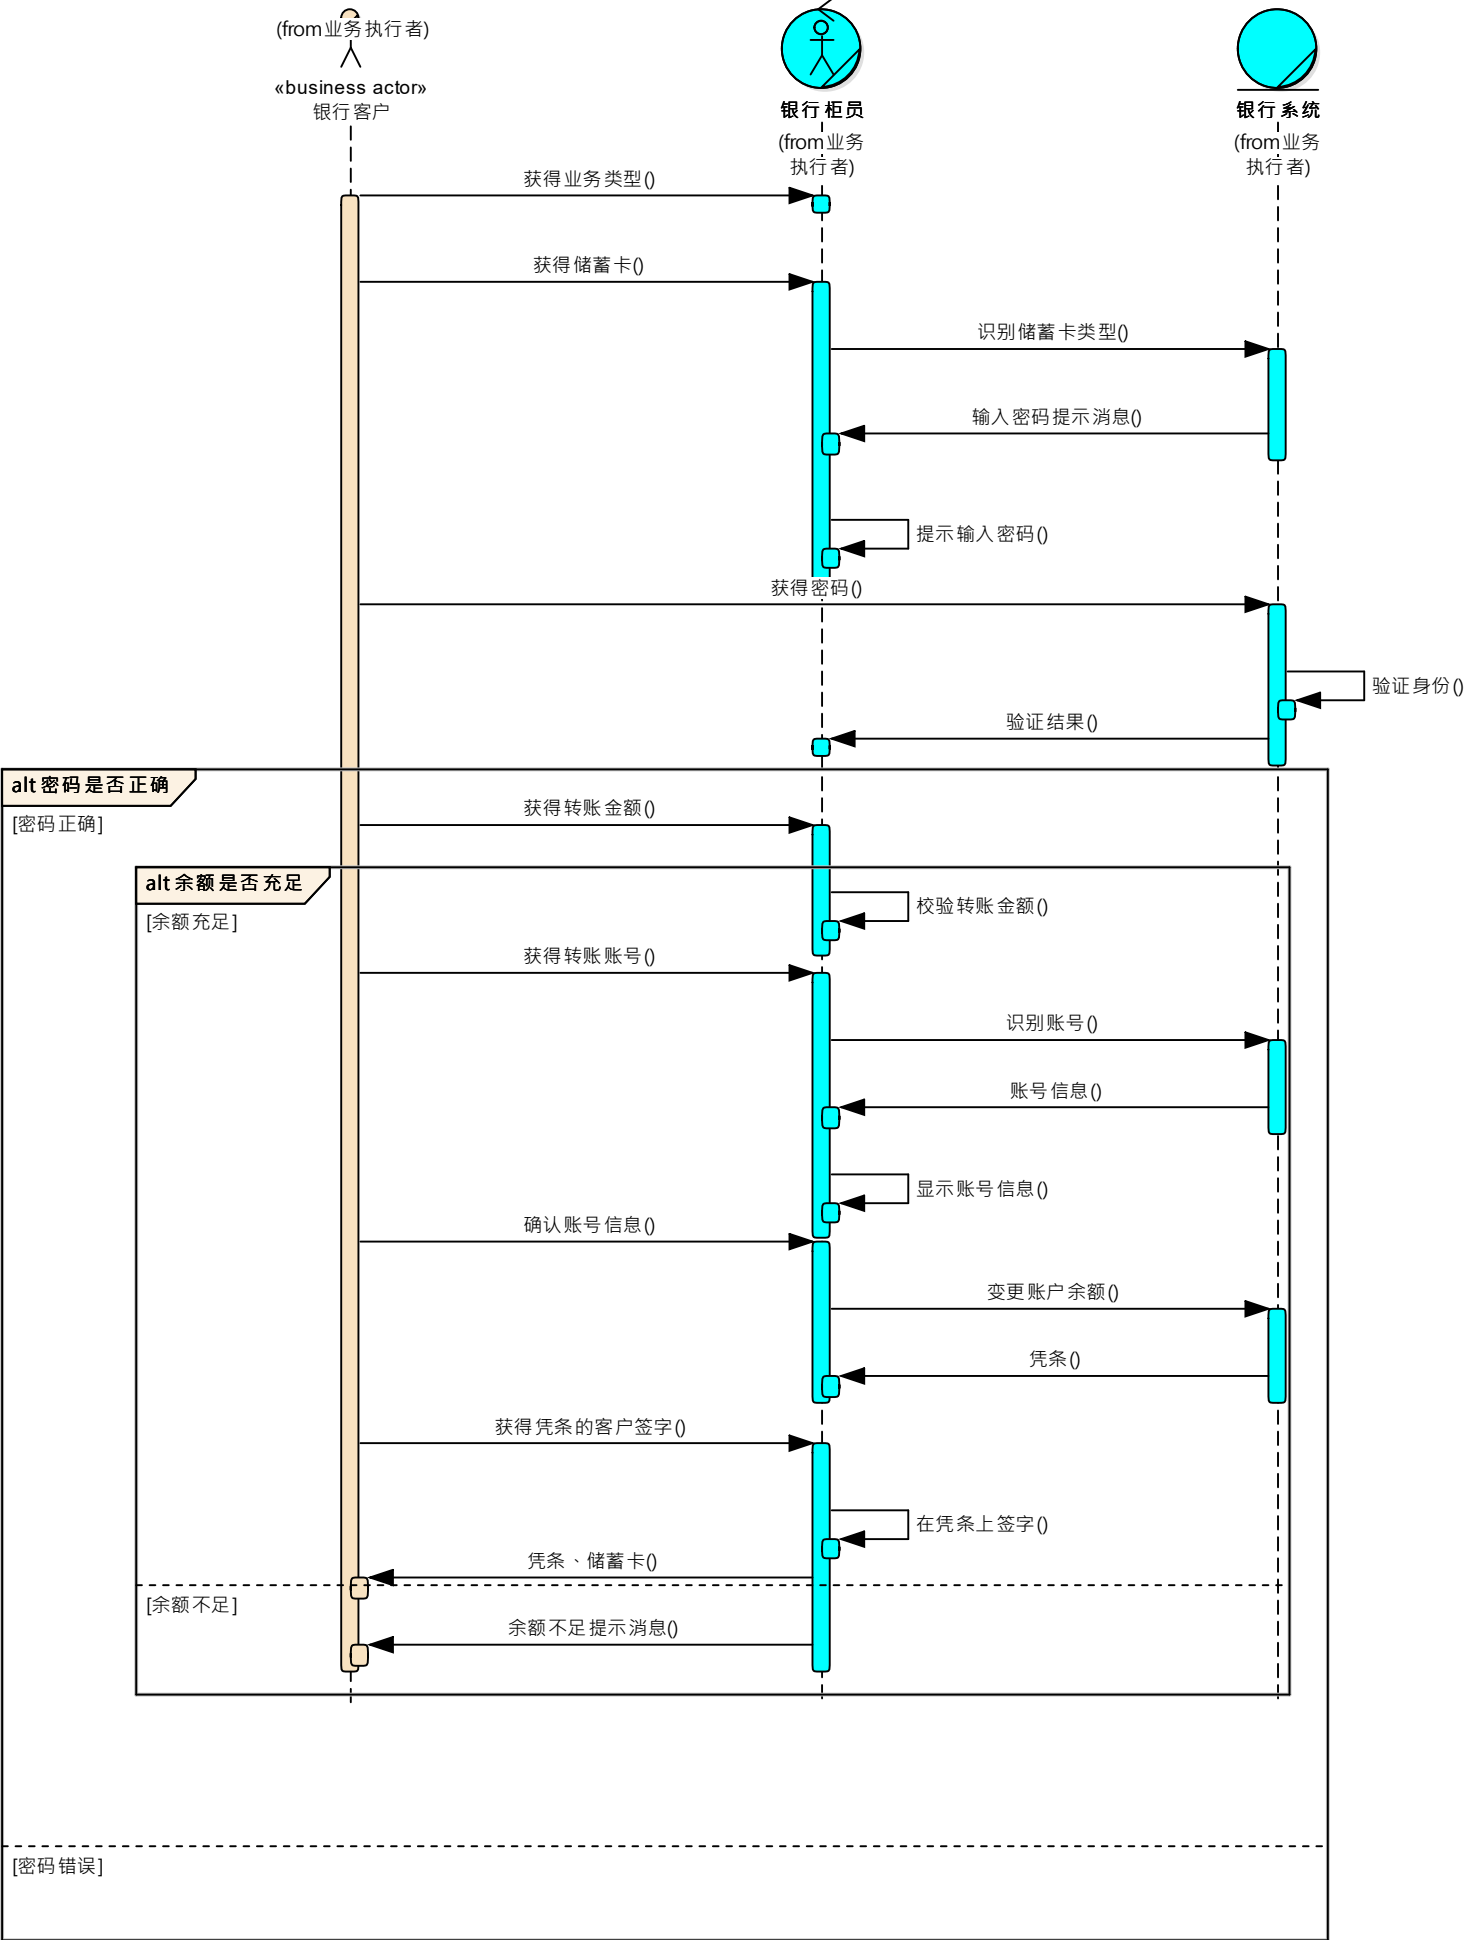 (from业务执行者)
«business actor»
银行客户
银行柜员
(from业务
执行者)
银行系统
(from业务
执行者)
获得业务类型()
获得储蓄卡()
识别储蓄卡类型()
输入密码提示消息()
提示输入密码()
获得密码()
验证身份()
验证结果()
alt 密码是否正确
[密码正确]
获得转账金额()
alt 余额是否充足
[余额充足]
校验转账金额()
获得转账账号()
识别账号()
账号信息()
显示账号信息()
确认账号信息()
变更账户余额()
凭条()
获得凭条的客户签字()
在凭条上签字()
凭条、储蓄卡()
[余额不足]
余额不足提示消息()
[密码错误]